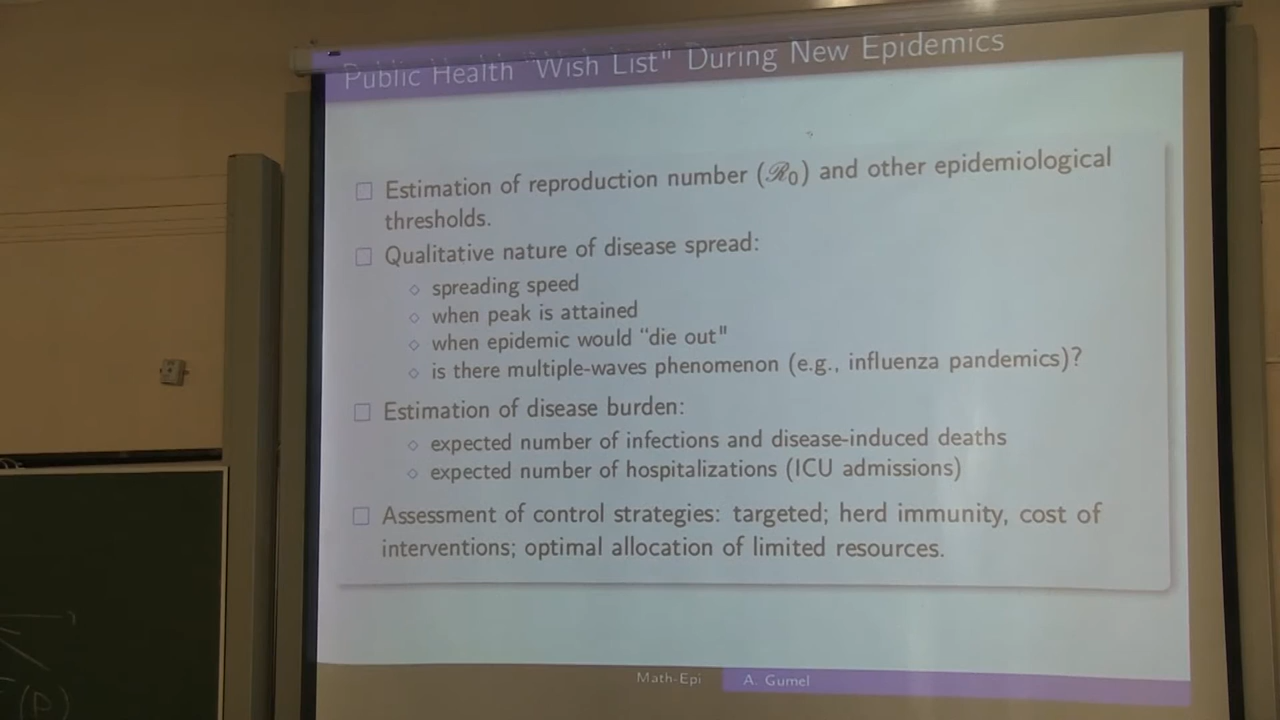 Public Health "Wish List" During New Epidemics
□ Estimation of reproduction number (ℛ0) and other epidemiological
thresholds.
□ Qualitative nature of disease spread:
◇ spreading speed
◇ when peak is attained
◇ when epidemic would "die out"
◇ is there multiple-waves phenomenon (e.g., influenza pandemics)?
□ Estimation of disease burden:
◇ expected number of infections and disease-induced deaths
◇ expected number of hospitalizations (ICU admissions)
□ Assessment of control strategies: targeted; herd immunity, cost of
interventions; optimal allocation of limited resources.
Math-Epi A. Gumel